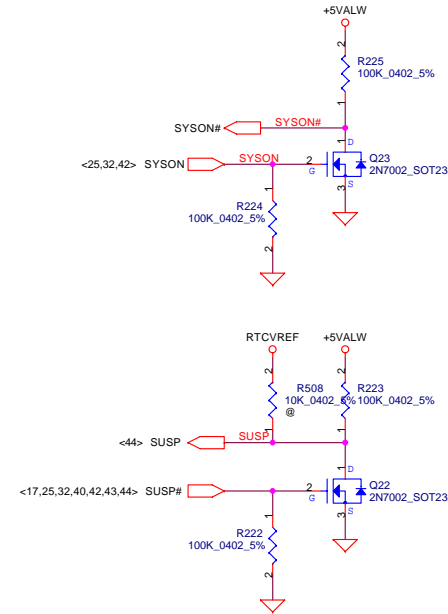 +5VALW
2
R225
100K_0402_5%
1
SYSON#
SYSON#
1
D
<25,32,42> SYSON
SYSON
2
G
Q23
2N7002_SOT23
S
3
1
R224
100K_0402_5%
2
RTCVREF
+5VALW
2
2
R508
R223
10K_0402_5%
100K_0402_5%
@
1
1
<44> SUSP
SUSP
1
D
<17,25,32,40,42,43,44> SUSP#
2
G
Q22
2N7002_SOT23
S
3
1
R222
100K_0402_5%
2